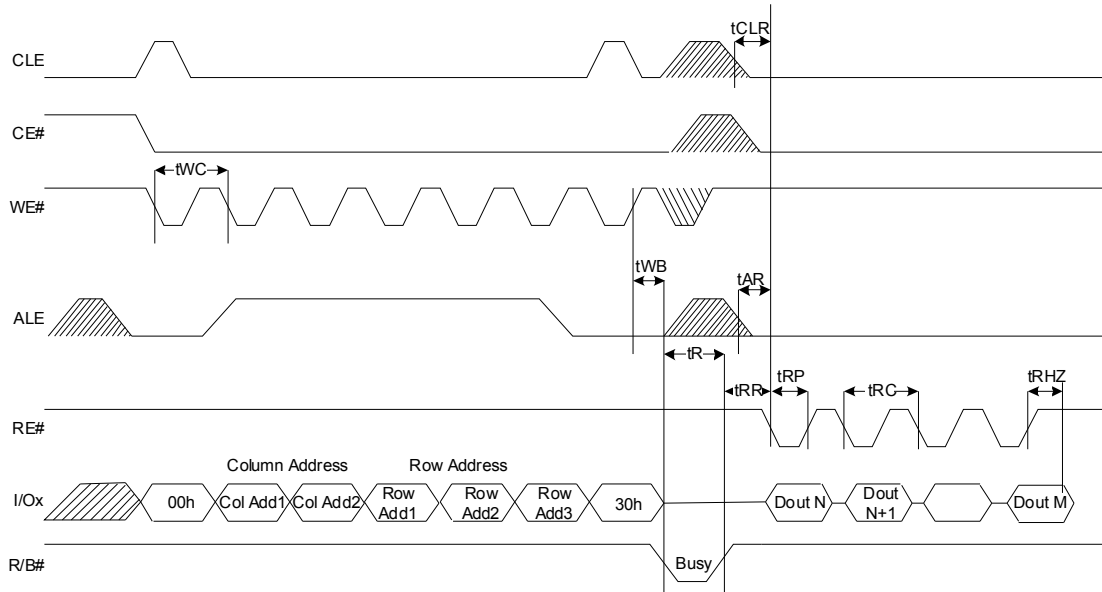 tCLR
CLE
CE#
tWC
WE#
tWB
tAR
ALE
tR
tRR
tRP
tRC
tRHZ
RE#
Column Address
Row Address
I/Ox
00h
Col Add1
Col Add2
Row
Add1
Row
Add2
Row
Add3
30h
Dout N
Dout
N+1
Dout M
R/B#
Busy